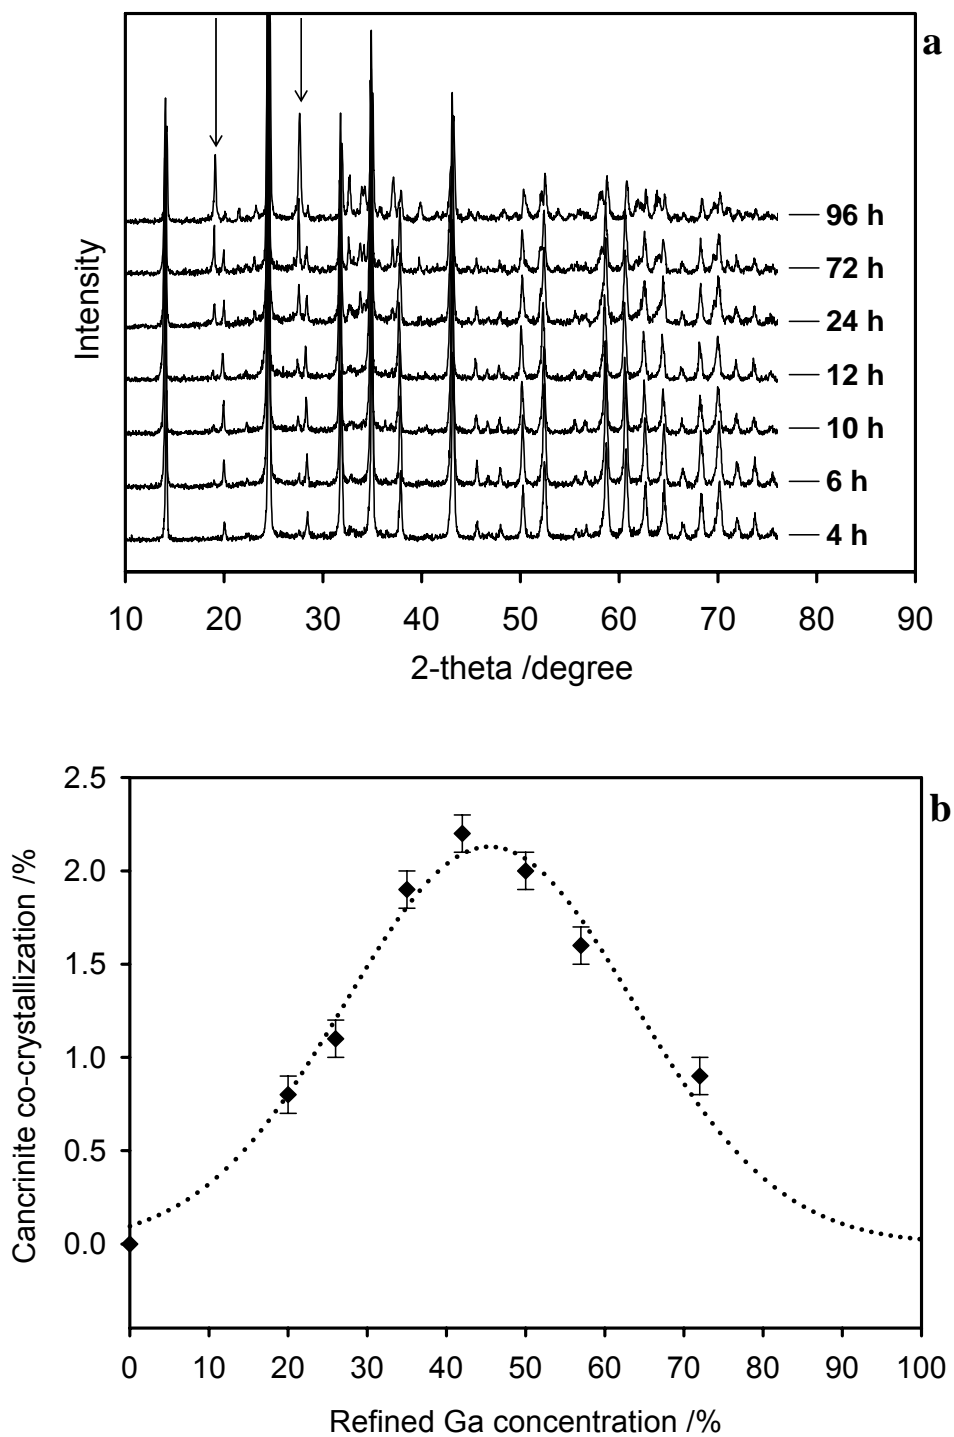 a
Intensity
96 h
72 h
24 h
12 h
10 h
6 h
4 h
10 20 30 40 50 60 70 80 90
2-theta /degree
b
Cancrinite co-crystallization /%
2.5
2.0
1.5
1.0
0.5
0.0
0 10 20 30 40 50 60 70 80 90 100
Refined Ga concentration /%